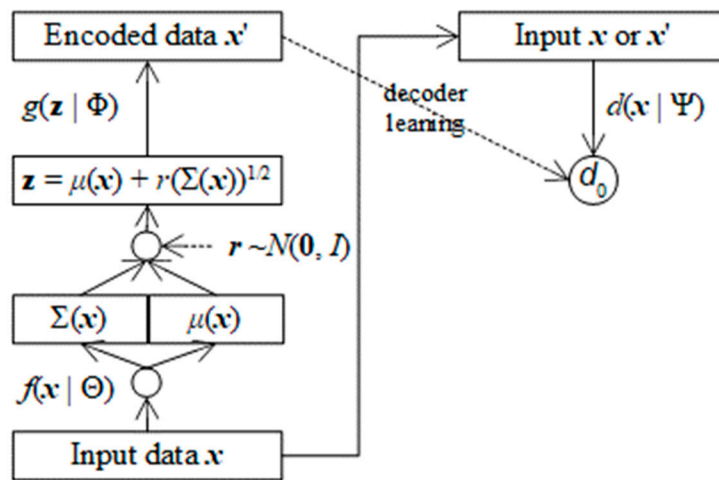 Encoded data x'
Input x or x'
g(z | Φ)
decoder
leaning
d(x | Ψ)
z = μ(x) + r(Σ(x))^{1/2}
d₀
r ~N(0, I)
Σ(x)
μ(x)
f(x | Θ)
Input data x